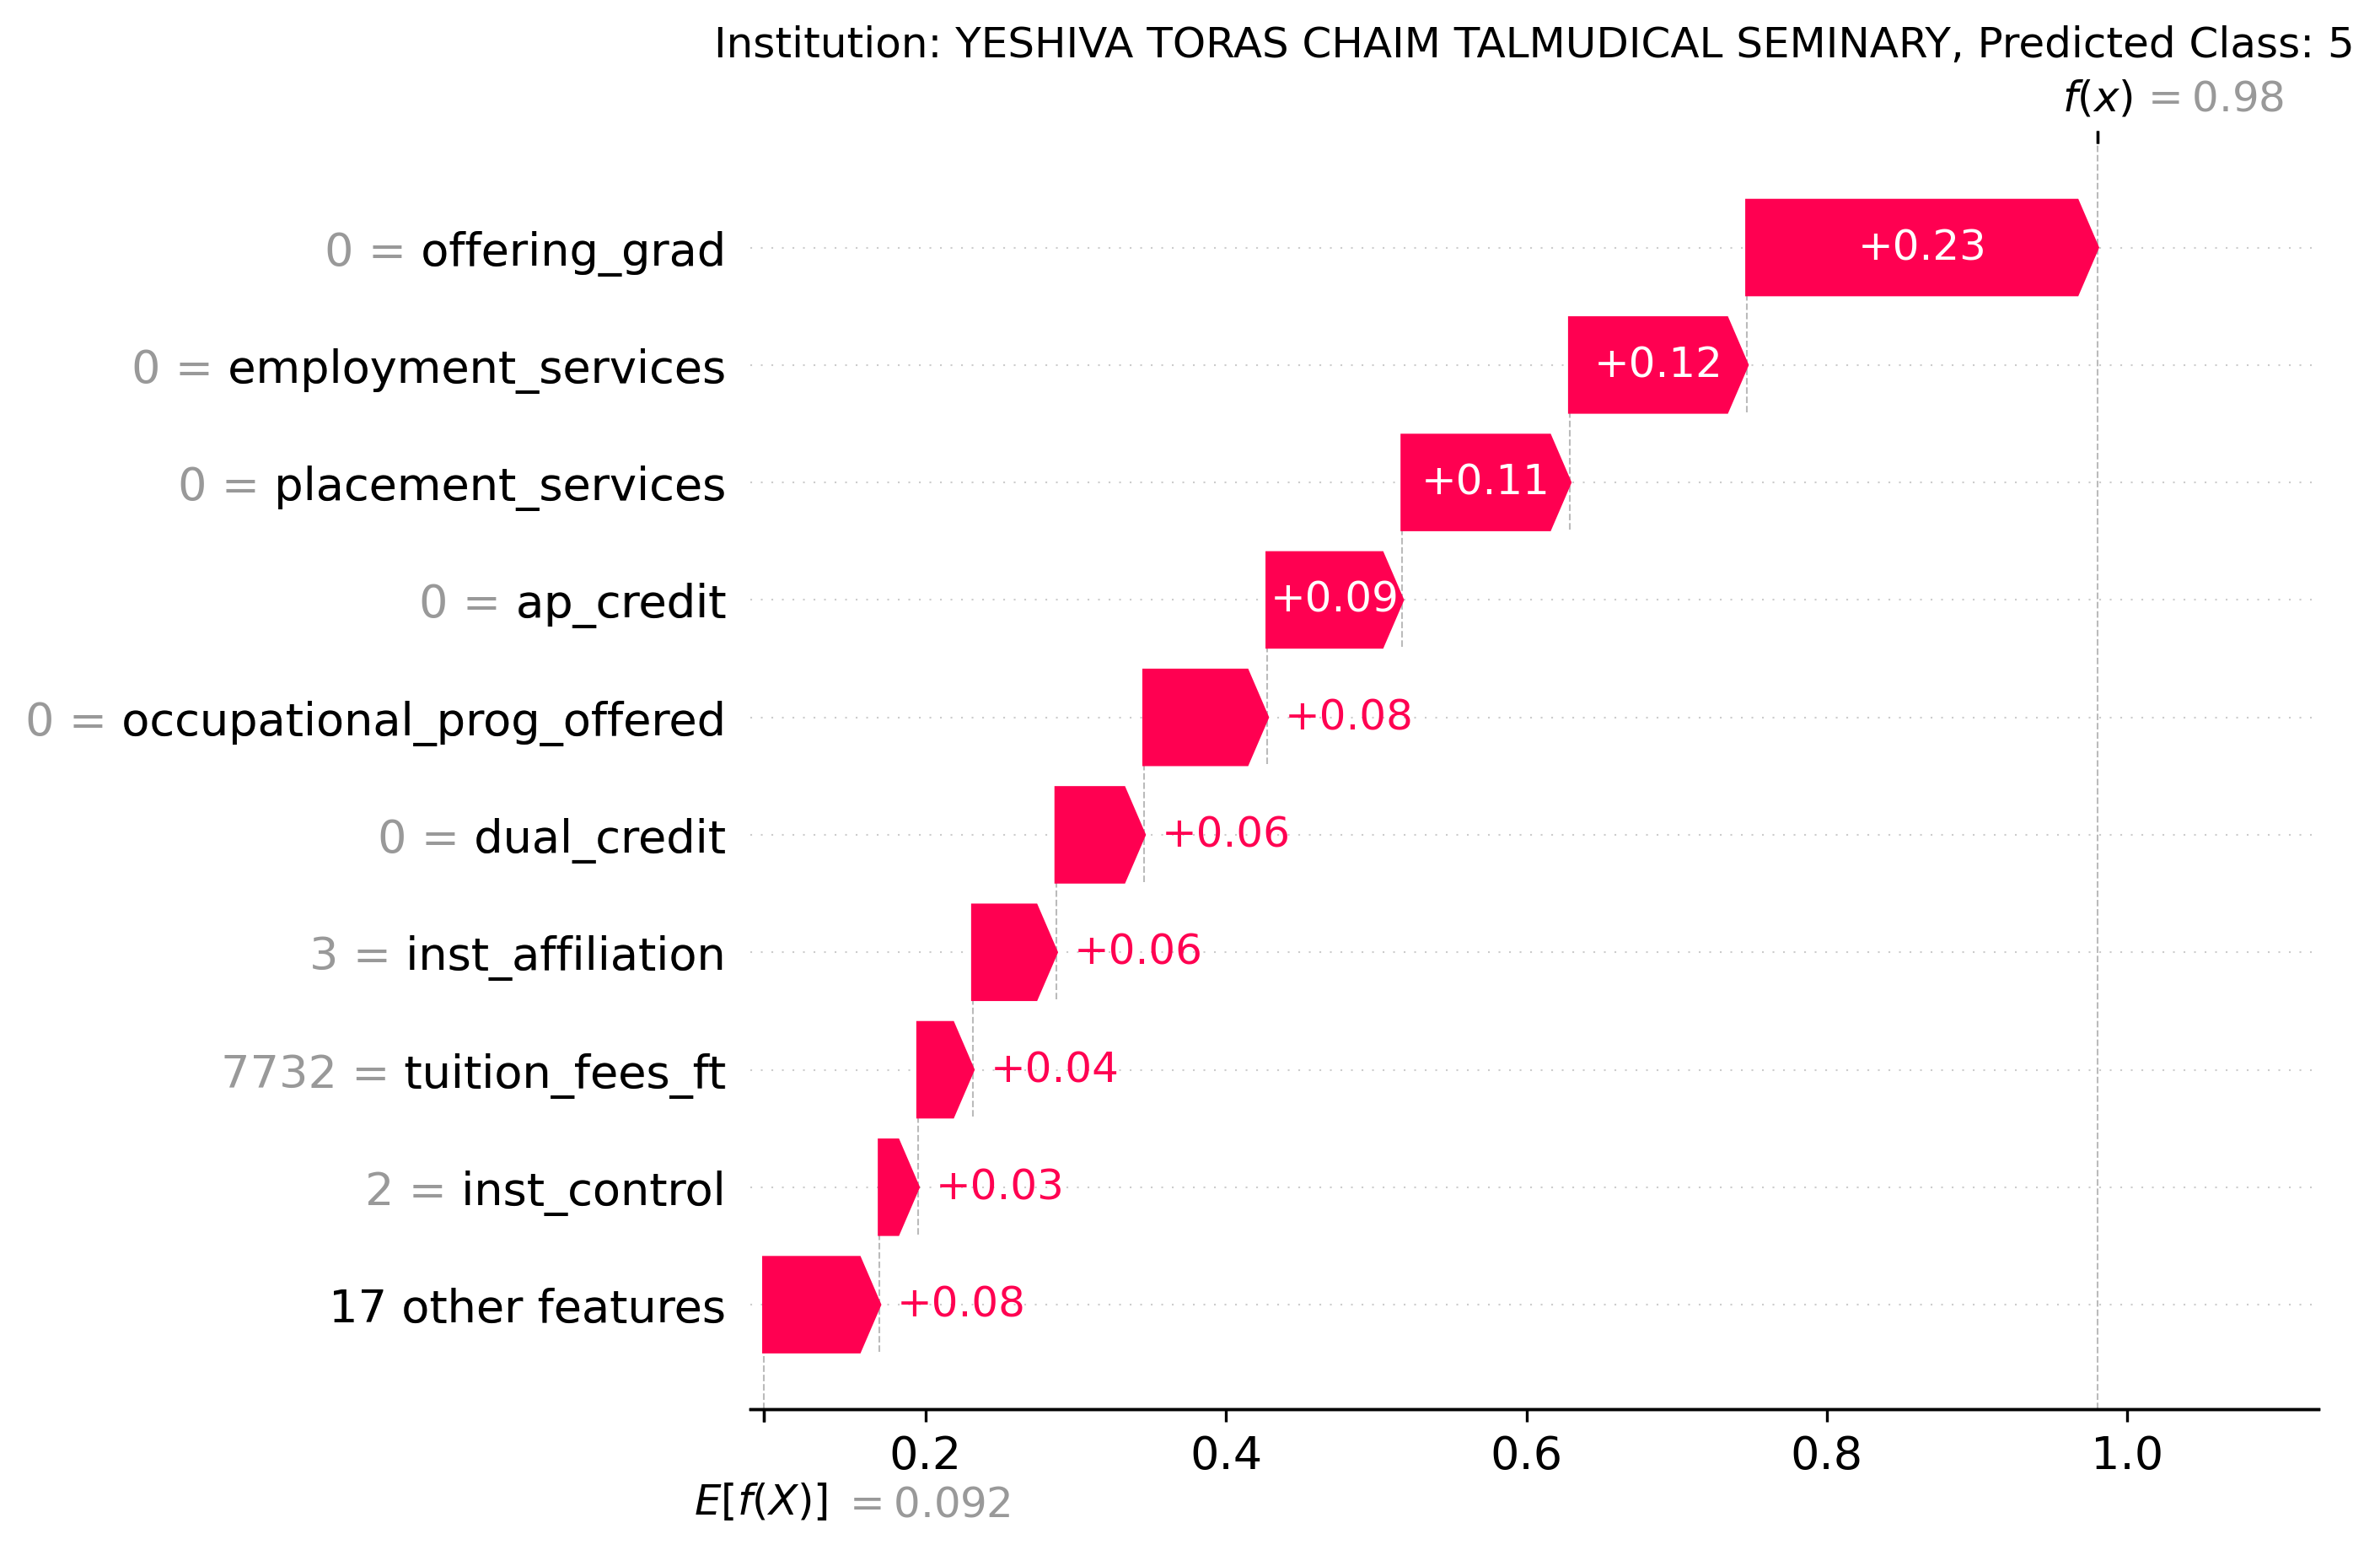 Institution: YESHIVA TORAS CHAIM TALMUDICAL SEMINARY, Predicted Class: 5
f(x) = 0.98
0 = offering_grad +0.23
0 = employment_services +0.12
0 = placement_services +0.11
0 = ap_credit +0.09
0 = occupational_prog_offered +0.08
0 = dual_credit +0.06
3 = inst_affiliation +0.06
7732 = tuition_fees_ft +0.04
2 = inst_control +0.03
17 other features +0.08
0.2 0.4 0.6 0.8 1.0
E[f(X)] = 0.092